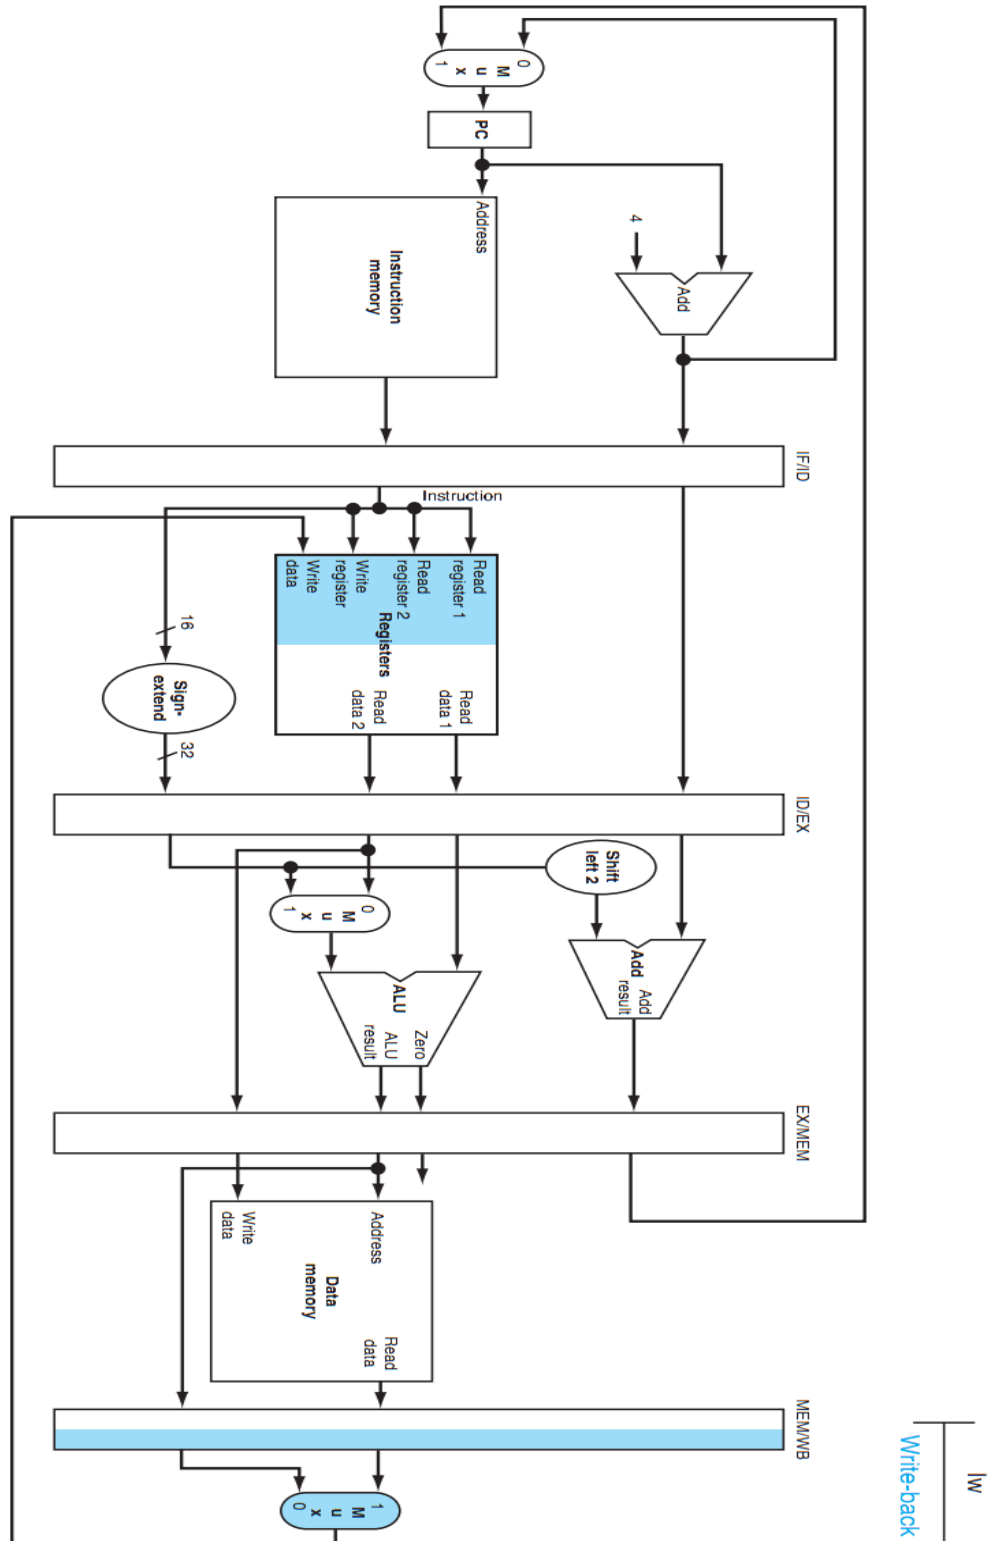 lw
Write-back
IF/ID
ID/EX
EX/MEM
MEM/WB
0
M
u
x
1
PC
4
Add
Address
Instruction
memory
Instruction
Read
register 1
Read
register 2
Write
register
Write
data
Registers
Read
data 1
Read
data 2
16
Sign-
extend
32
Shift
left 2
Add
Add
result
0
M
u
x
1
ALU
Zero
ALU
result
Address
Write
data
Data
memory
Read
data
1
M
u
x
0